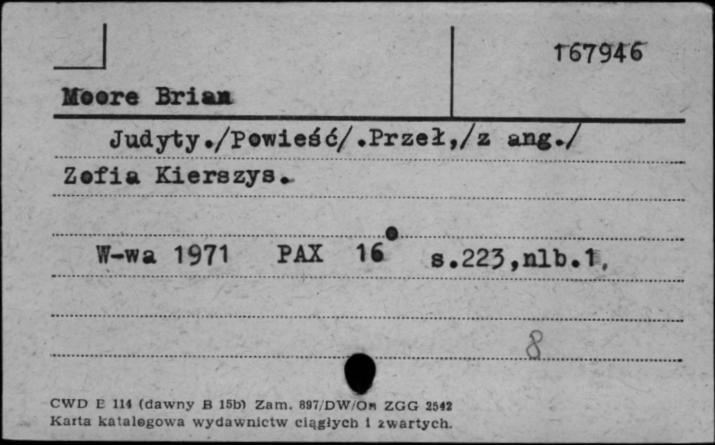 167946
Moore Brian
Judyty./Powieść/.Przeł,/z ang./
Zofia Kierszys.
W-wa 1971 PAX 16° s.223,nlb.1,
8
CWD E 114 (dawny B 15b) Zam. 897/DW/On ZGG 2542
Karta katalogowa wydawnictw ciągłych i zwartych.